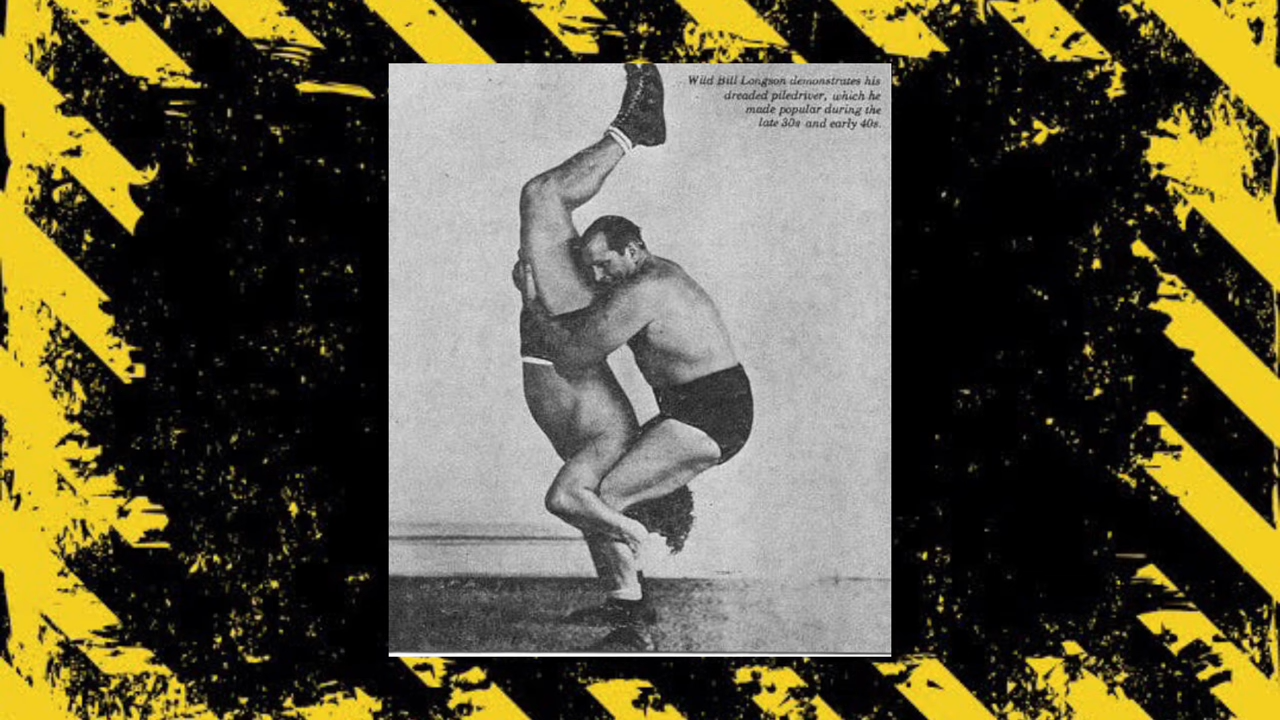 Wild Bill Longson demonstrates his
dreaded piledriver, which he
made popular during the
late 30s and early 40s.